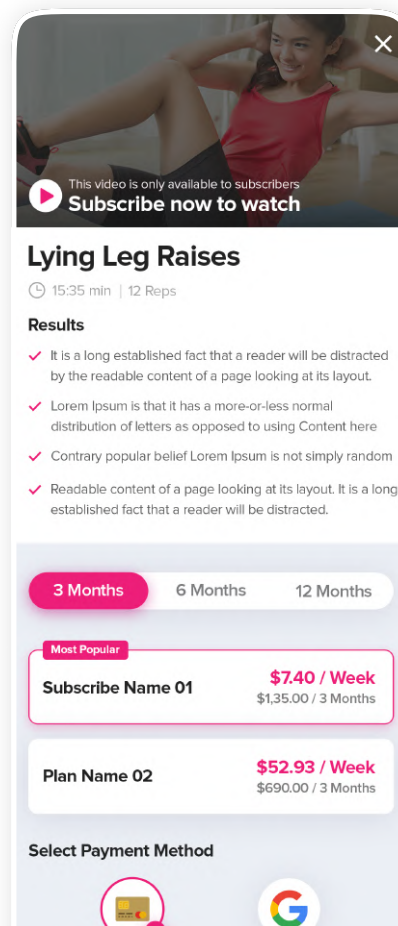 This video is only available to subscribers
Subscribe now to watch
Lying Leg Raises
15:35 min | 12 Reps
Results
It is a long established fact that a reader will be distracted
by the readable content of a page looking at its layout.
Lorem Ipsum is that it has a more-or-less normal
distribution of letters as opposed to using Content here
Contrary popular belief Lorem Ipsum is not simply random
Readable content of a page looking at its layout. It is a long
established fact that a reader will be distracted.
3 Months 6 Months 12 Months
Most Popular
Subscribe Name 01
$7.40 / Week
$1,35.00 / 3 Months
Plan Name 02
$52.93 / Week
$690.00 / 3 Months
Select Payment Method